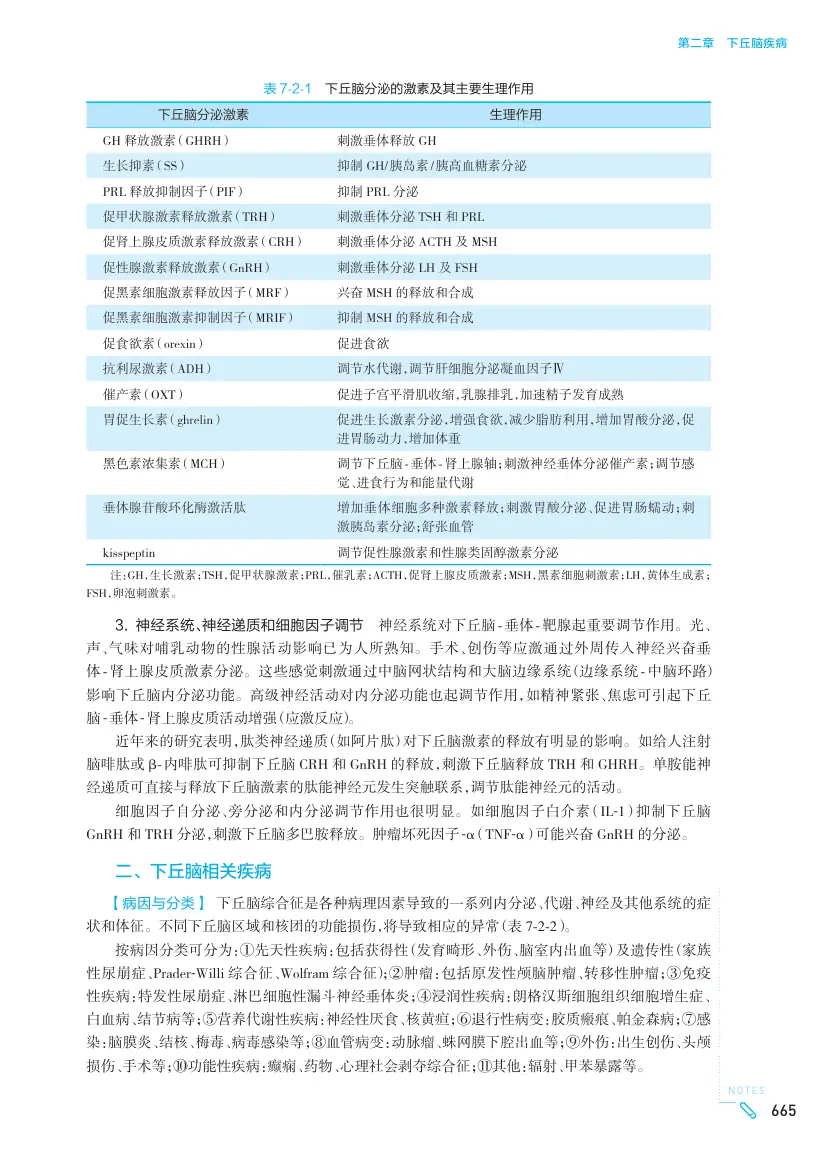 第二章 下丘脑疾病
表 7-2-1 下丘脑分泌的激素及其主要生理作用
下丘脑分泌激素 生理作用
GH 释放激素(GHRH) 刺激垂体释放 GH
生长抑素(SS) 抑制 GH/胰岛素/胰高血糖素分泌
PRL 释放抑制因子(PIF) 抑制 PRL 分泌
促甲状腺激素释放激素(TRH) 刺激垂体分泌 TSH 和 PRL
促肾上腺皮质激素释放激素(CRH) 刺激垂体分泌 ACTH 及 MSH
促性腺激素释放激素(GnRH) 刺激垂体分泌 LH 及 FSH
促黑素细胞激素释放因子(MRF) 兴奋 MSH 的释放和合成
促黑素细胞激素抑制因子(MRIF) 抑制 MSH 的释放和合成
促食欲素(orexin) 促进食欲
抗利尿激素(ADH) 调节水代谢,调节肝细胞分泌凝血因子Ⅳ
催产素(OXT) 促进子宫平滑肌收缩,乳腺排乳,加速精子发育成熟
胃促生长素(ghrelin) 促进生长激素分泌,增强食欲,减少脂肪利用,增加胃酸分泌,促
进胃肠动力,增加体重
黑色素浓集素(MCH) 调节下丘脑-垂体-肾上腺轴;刺激神经垂体分泌催产素;调节感
觉、进食行为和能量代谢
垂体腺苷酸环化酶激活肽 增加垂体细胞多种激素释放;刺激胃酸分泌、促进胃肠蠕动;刺
激胰岛素分泌;舒张血管
kisspeptin 调节促性腺激素和性腺类固醇激素分泌
注:GH,生长激素;TSH,促甲状腺激素;PRL,催乳素;ACTH,促肾上腺皮质激素;MSH,黑素细胞刺激素;LH,黄体生成素;
FSH,卵泡刺激素。
3. 神经系统、神经递质和细胞因子调节 神经系统对下丘脑-垂体-靶腺起重要调节作用。光、
声、气味对哺乳动物的性腺活动影响已为人所熟知。手术、创伤等应激通过外周传入神经兴奋垂
体-肾上腺皮质激素分泌。这些感觉刺激通过中脑网状结构和大脑边缘系统(边缘系统-中脑环路)
影响下丘脑内分泌功能。高级神经活动对内分泌功能也起调节作用,如精神紧张、焦虑可引起下丘
脑-垂体-肾上腺皮质活动增强(应激反应)。
近年来的研究表明,肽类神经递质(如阿片肽)对下丘脑激素的释放有明显的影响。如给人注射
脑啡肽或 β-内啡肽可抑制下丘脑 CRH 和 GnRH 的释放,刺激下丘脑释放 TRH 和 GHRH。单胺能神
经递质可直接与释放下丘脑激素的肽能神经元发生突触联系,调节肽能神经元的活动。
细胞因子自分泌、旁分泌和内分泌调节作用也很明显。如细胞因子白介素(IL-1)抑制下丘脑
GnRH 和 TRH 分泌,刺激下丘脑多巴胺释放。肿瘤坏死因子-α(TNF-α)可能兴奋 GnRH 的分泌。
二、下丘脑相关疾病
【病因与分类】 下丘脑综合征是各种病理因素导致的一系列内分泌、代谢、神经及其他系统的症
状和体征。不同下丘脑区域和核团的功能损伤,将导致相应的异常(表 7-2-2)。
按病因分类可分为:①先天性疾病:包括获得性(发育畸形、外伤、脑室内出血等)及遗传性(家族
性尿崩症、Prader-Willi 综合征、Wolfram 综合征);②肿瘤:包括原发性颅脑肿瘤、转移性肿瘤;③免疫
性疾病:特发性尿崩症、淋巴细胞性漏斗神经垂体炎;④浸润性疾病:朗格汉斯细胞组织细胞增生症、
白血病、结节病等;⑤营养代谢性疾病:神经性厌食、核黄疸;⑥退行性病变:胶质瘢痕、帕金森病;⑦感
染:脑膜炎、结核、梅毒、病毒感染等;⑧血管病变:动脉瘤、蛛网膜下腔出血等;⑨外伤:出生创伤、头颅
损伤、手术等;⑩功能性疾病:癫痫、药物、心理社会剥夺综合征;⑪其他:辐射、甲苯暴露等。
NOTES
665